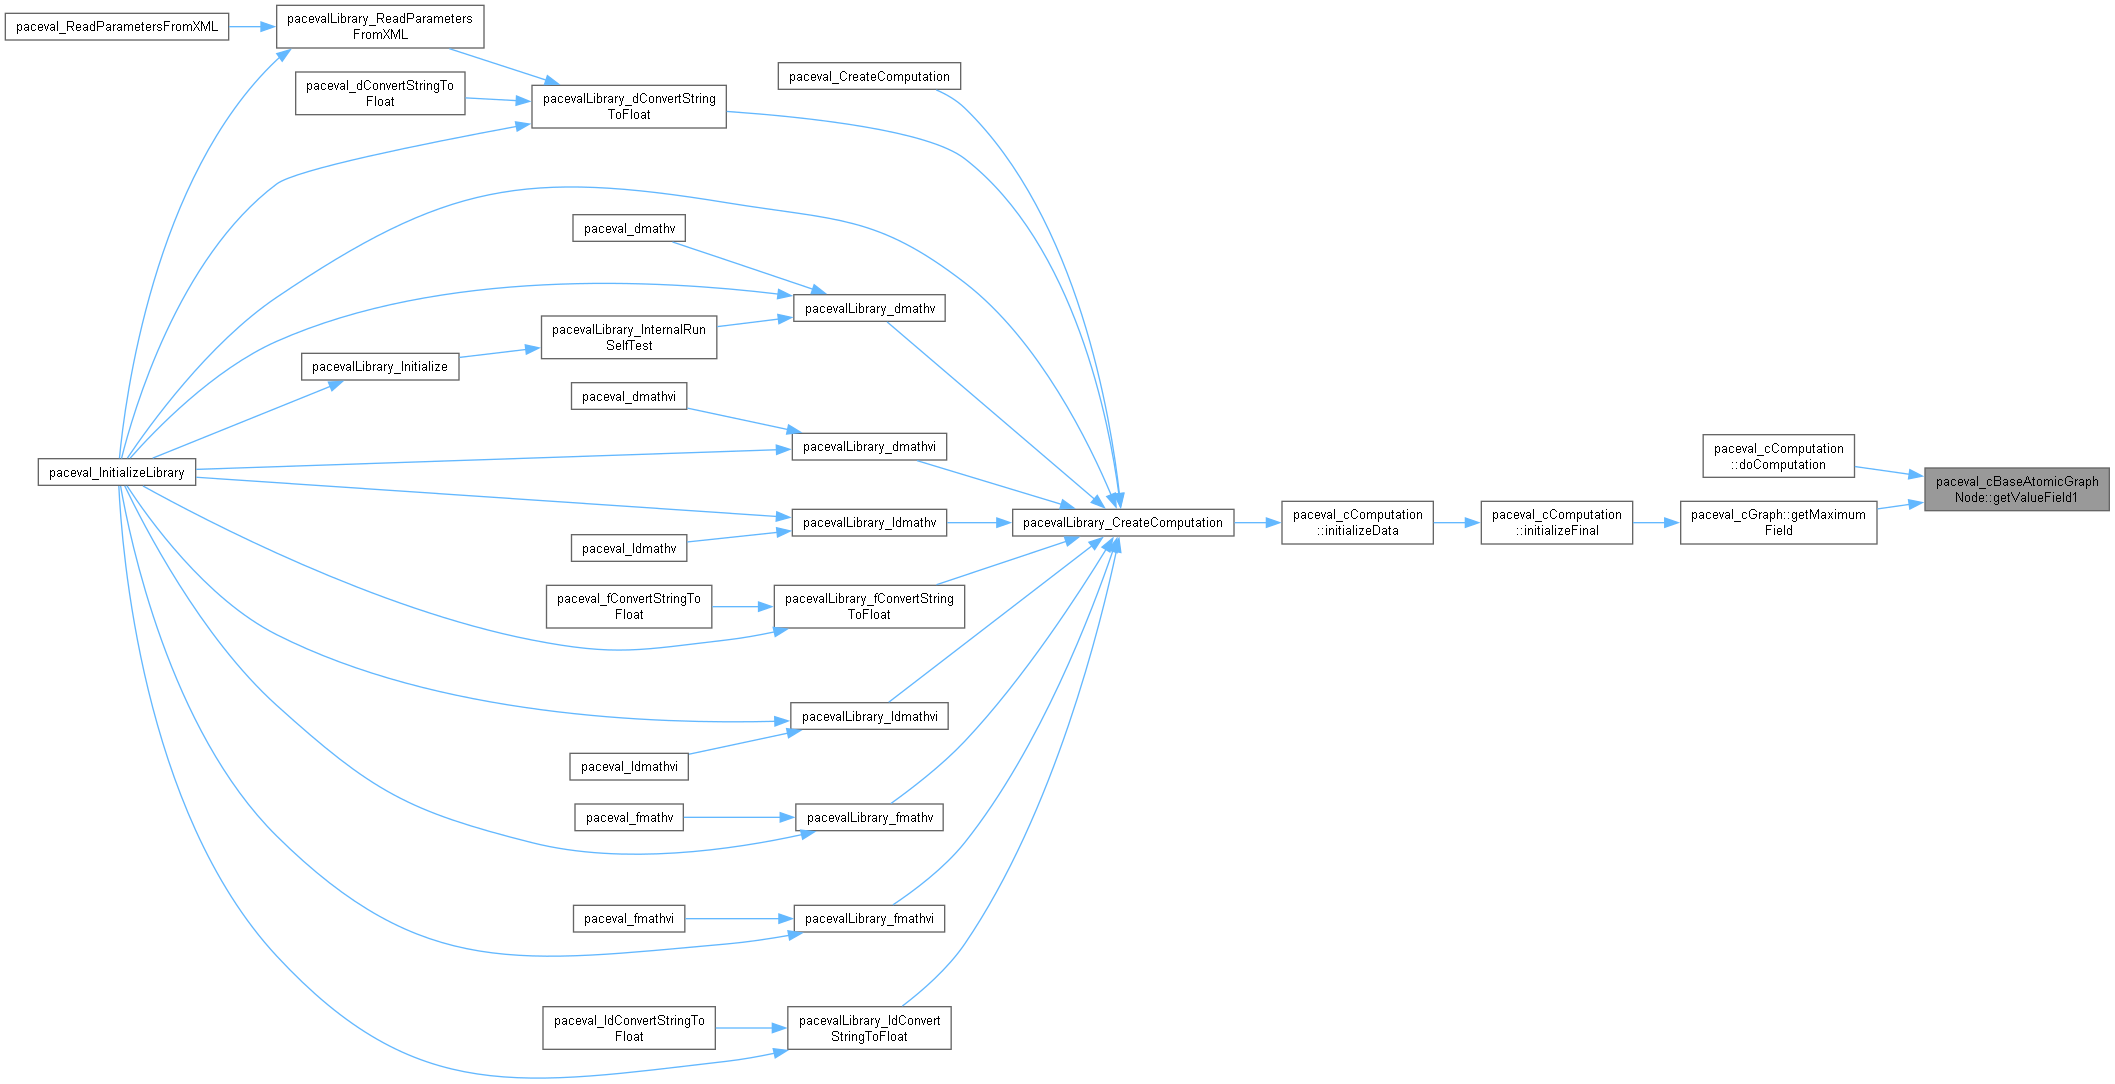 paceval_ReadParametersFromXML
pacevalLibrary_ReadParameters
FromXML
paceval_dConvertStringTo
Float
pacevalLibrary_dConvertString
ToFloat
paceval_CreateComputation
paceval_dmathv
pacevalLibrary_dmathv
pacevalLibrary_InternalRun
SelfTest
pacevalLibrary_Initialize
paceval_dmathvi
pacevalLibrary_dmathvi
paceval_InitializeLibrary
pacevalLibrary_ldmathv
paceval_ldmathv
pacevalLibrary_CreateComputation
paceval_cComputation
::initializeData
paceval_cComputation
::initializeFinal
paceval_cGraph::getMaximum
Field
paceval_cComputation
::doComputation
paceval_cBaseAtomicGraph
Node::getValueField1
paceval_fConvertStringTo
Float
pacevalLibrary_fConvertString
ToFloat
pacevalLibrary_ldmathvi
paceval_ldmathvi
paceval_fmathv
pacevalLibrary_fmathv
paceval_fmathvi
pacevalLibrary_fmathvi
paceval_ldConvertStringTo
Float
pacevalLibrary_ldConvert
StringToFloat